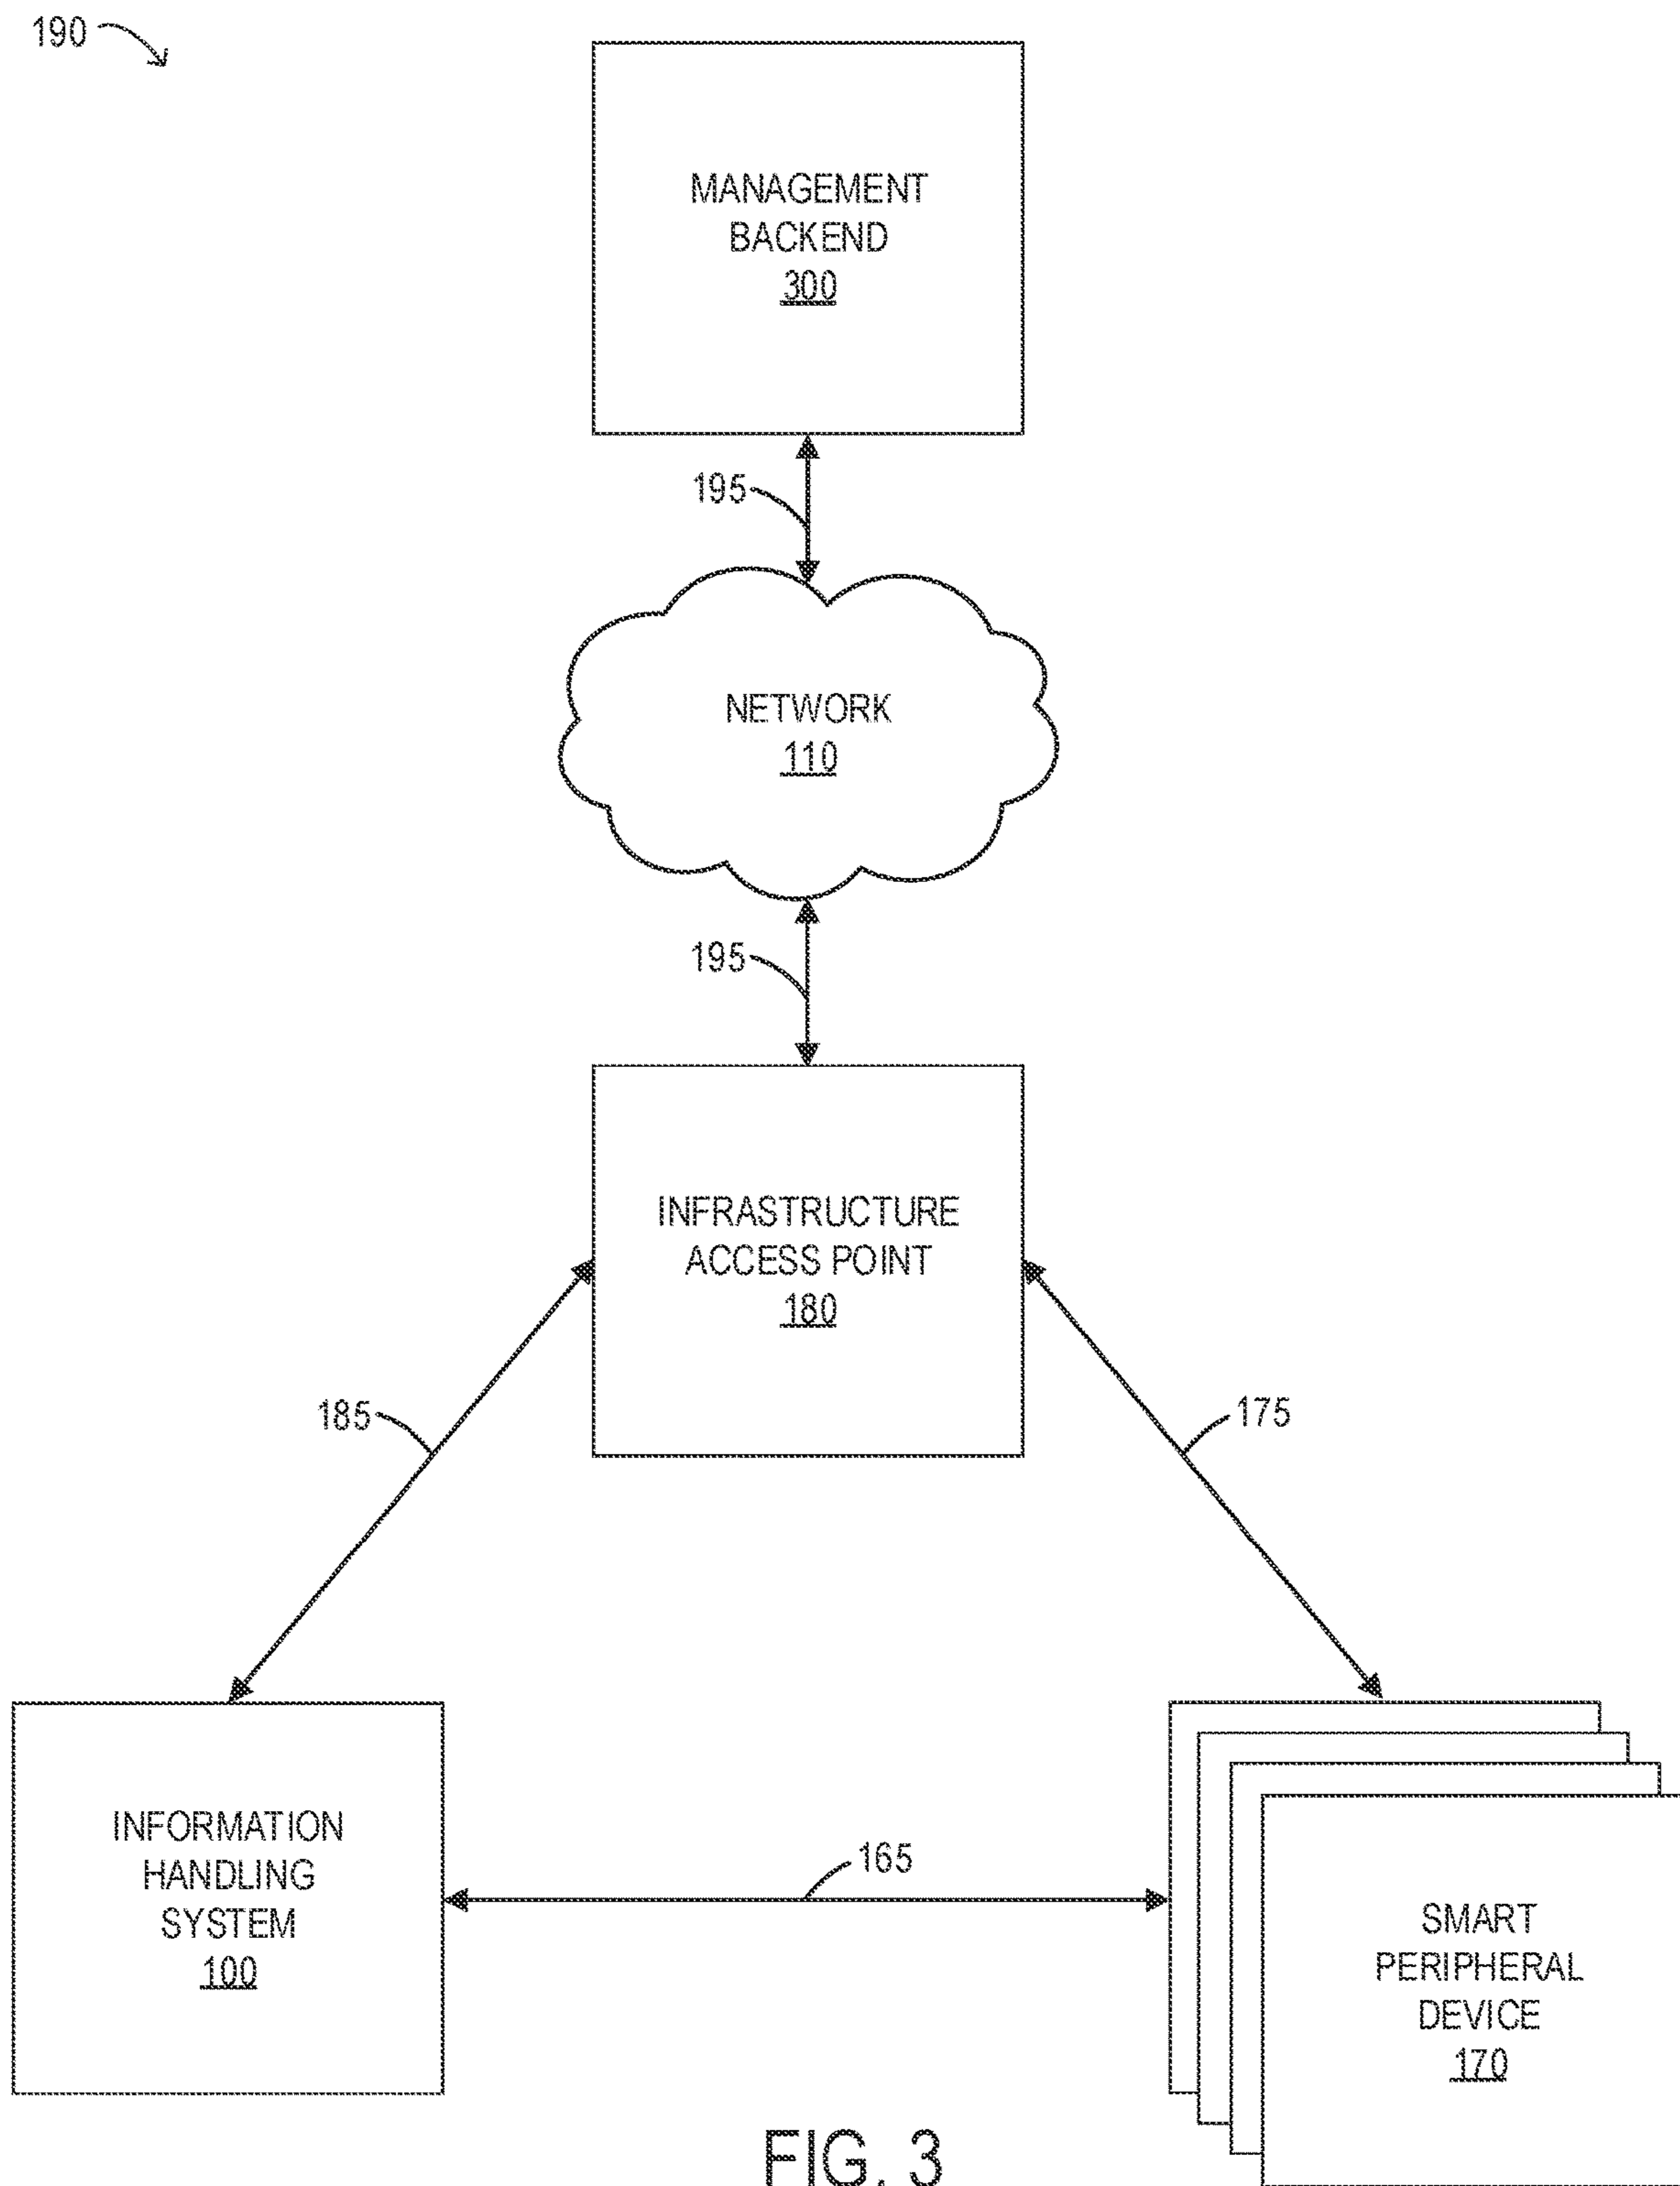 190
MANAGEMENT
BACKEND
300
195
NETWORK
110
195
INFRASTRUCTURE
ACCESS POINT
180
185
175
INFORMATION
HANDLING
SYSTEM
100
165
SMART
PERIPHERAL
DEVICE
170
FIG. 3